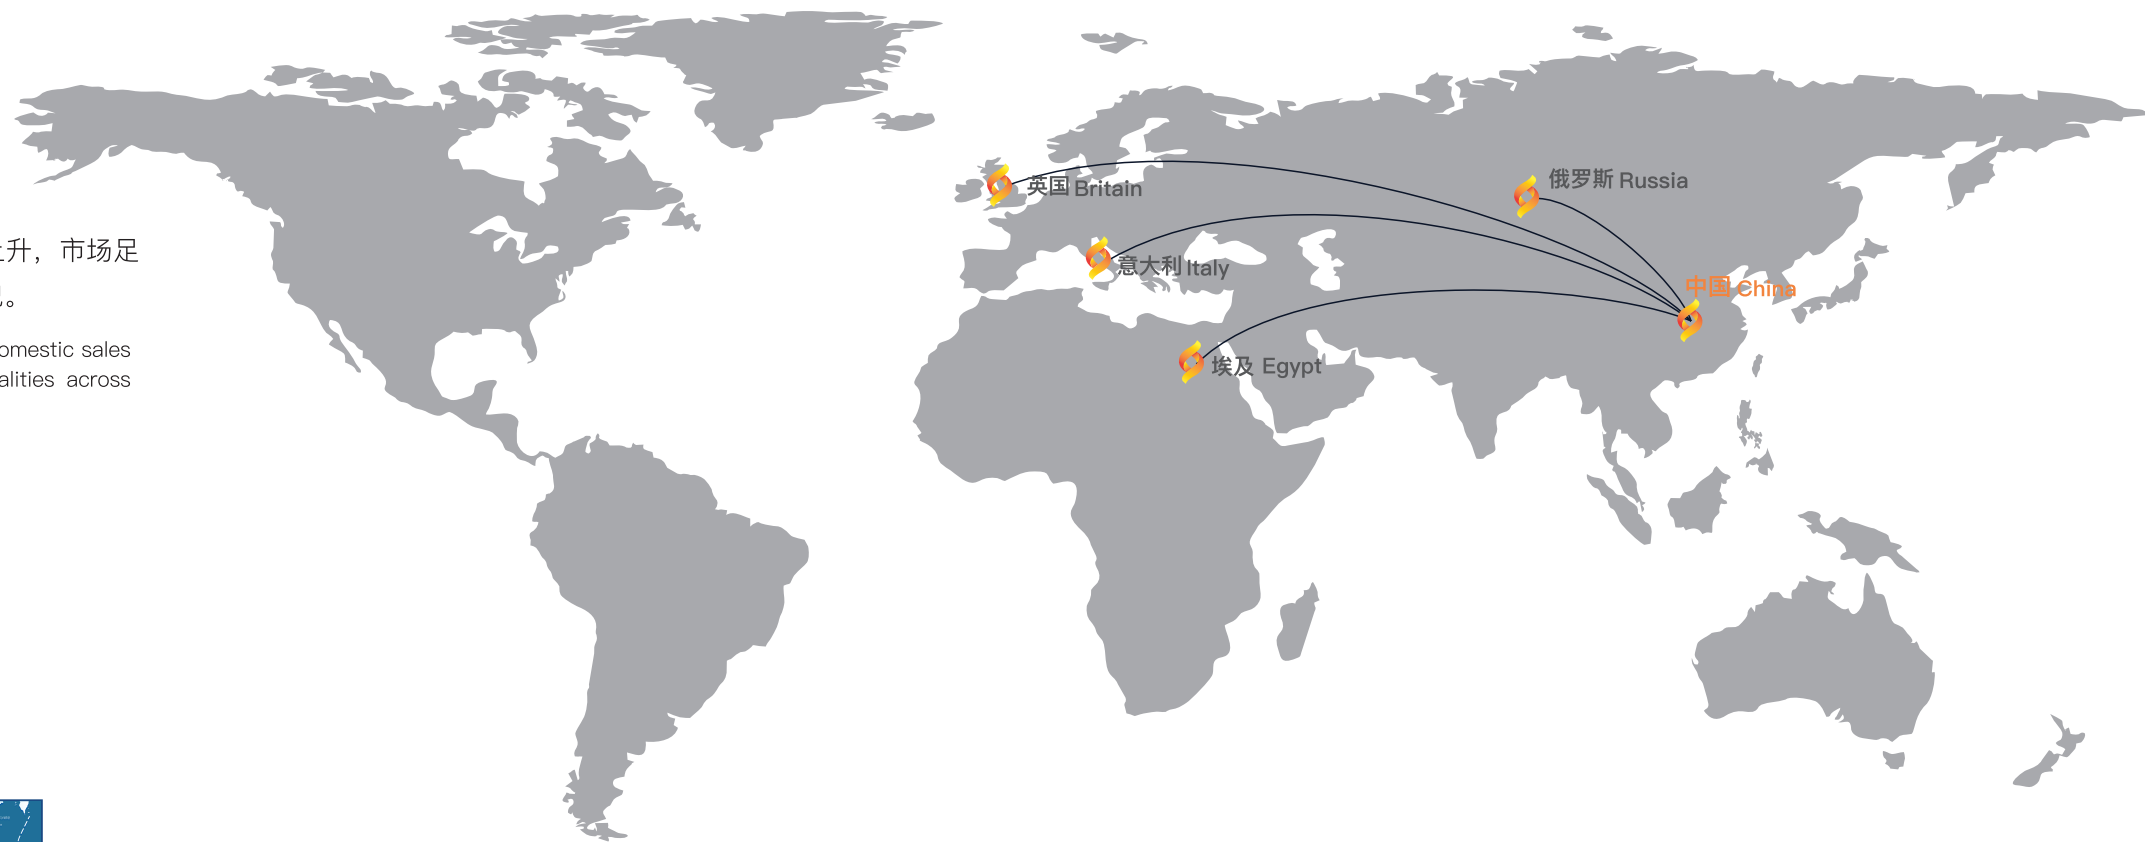 升，市场足
。
omestic sales
alities across
英国 Britain
俄罗斯 Russia
意大利 Italy
中国 China
埃及 Egypt